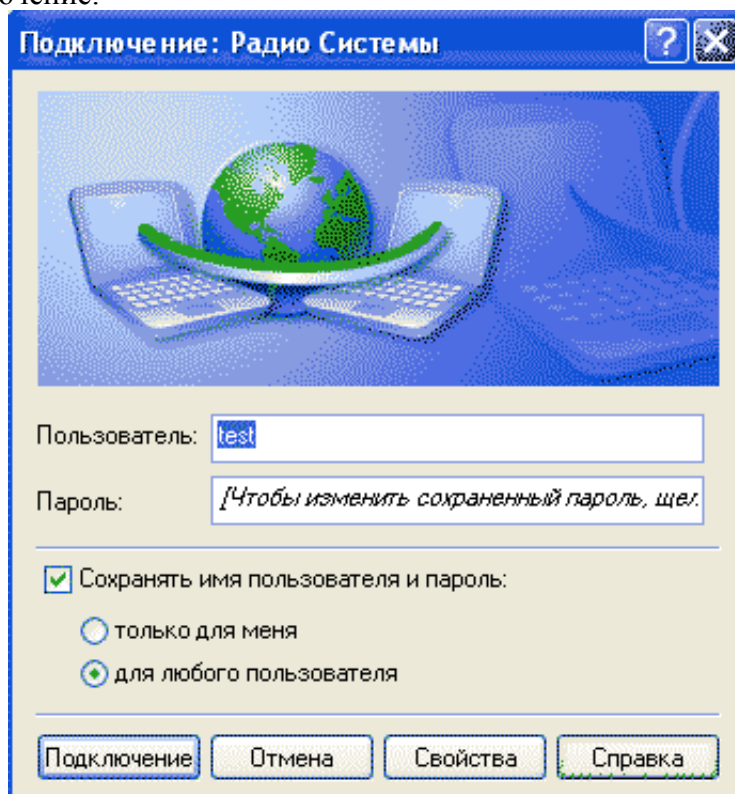 Подключение: Радио Системы
Пользователь: test
Пароль: [Чтобы изменить сохраненный пароль, щел
Сохранять имя пользователя и пароль:
только для меня
для любого пользователя
Подключение Отмена Свойства Справка